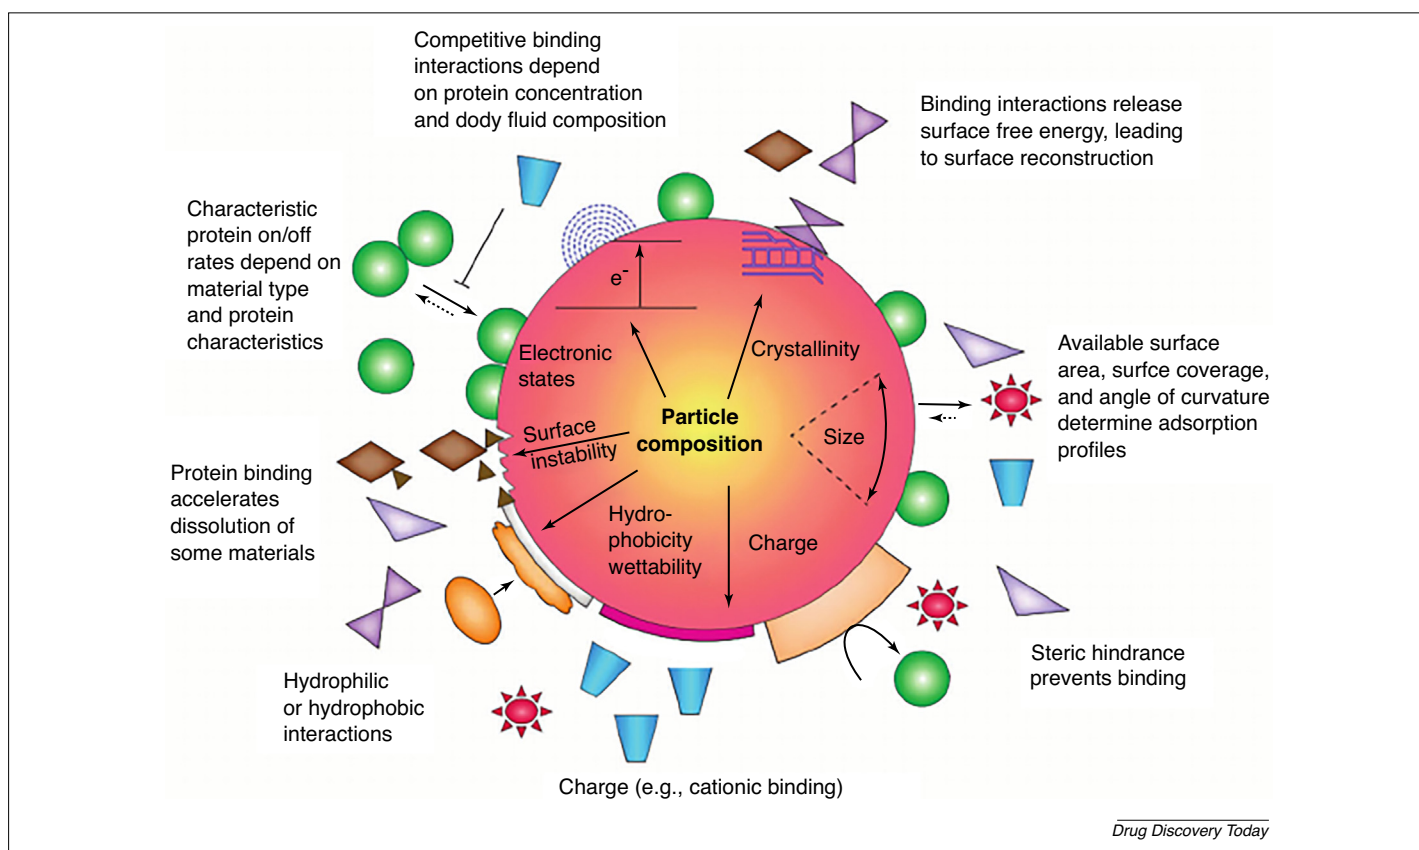 Competitive binding
interactions depend
on protein concentration
and dody fluid composition
Binding interactions release
surface free energy, leading
to surface reconstruction
Characteristic
protein on/off
rates depend on
material type
and protein
characteristics
e-
Electronic
states
Crystallinity
Available surface
area, surfce coverage,
and angle of curvature
determine adsorption
profiles
Particle
composition
Size
Surface
instability
Protein binding
accelerates
dissolution of
some materials
Hydro-
phobicity
wettability
Charge
Hydrophilic
or hydrophobic
interactions
Steric hindrance
prevents binding
Charge (e.g., cationic binding)
Drug Discovery Today